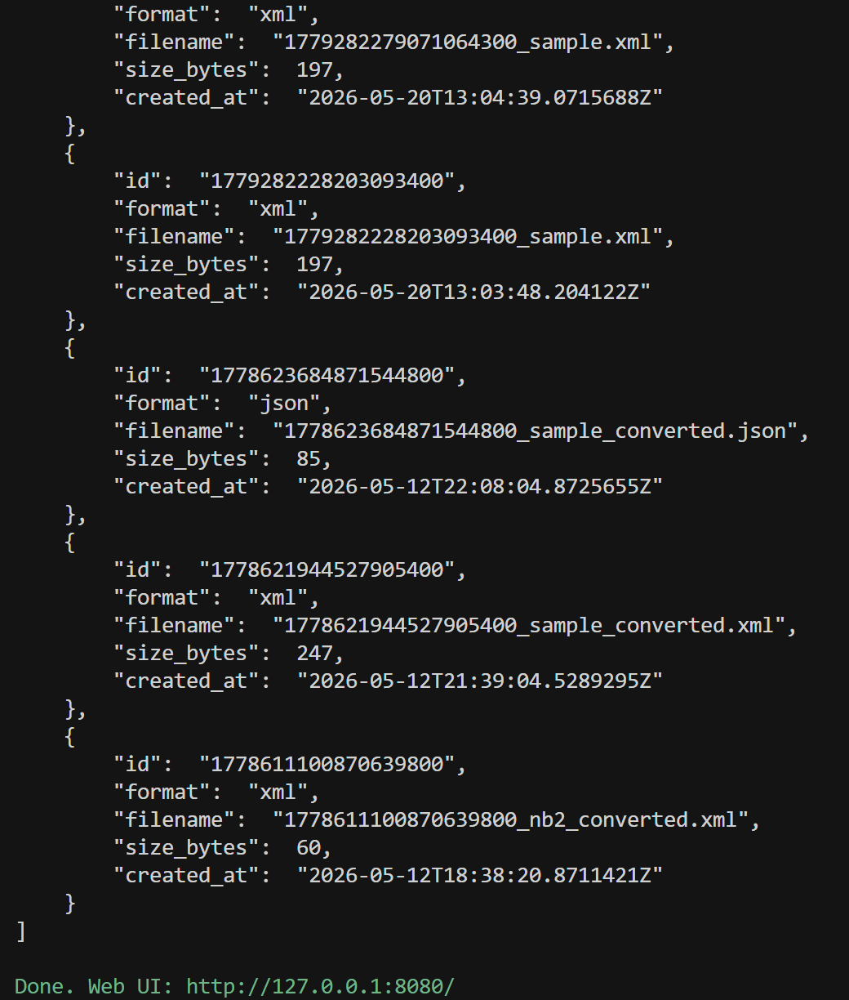 "format":  "xml",
"filename":  "1779282279071064300_sample.xml",
"size_bytes":  197,
"created_at":  "2026-05-20T13:04:39.0715688Z"
},
{
"id":  "1779282228203093400",
"format":  "xml",
"filename":  "1779282228203093400_sample.xml",
"size_bytes":  197,
"created_at":  "2026-05-20T13:03:48.204122Z"
},
{
"id":  "1778623684871544800",
"format":  "json",
"filename":  "1778623684871544800_sample_converted.json",
"size_bytes":  85,
"created_at":  "2026-05-12T22:08:04.8725655Z"
},
{
"id":  "1778621944527905400",
"format":  "xml",
"filename":  "1778621944527905400_sample_converted.xml",
"size_bytes":  247,
"created_at":  "2026-05-12T21:39:04.5289295Z"
},
{
"id":  "1778611100870639800",
"format":  "xml",
"filename":  "1778611100870639800_nb2_converted.xml",
"size_bytes":  60,
"created_at":  "2026-05-12T18:38:20.8711421Z"
}
]
Done. Web UI: http://127.0.0.1:8080/